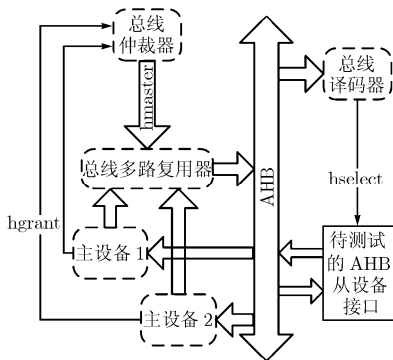 总线
仲裁器
总线
译码器
hmaster
总线多路复用器
AHB
hselect
hgrant
主设备 1
待测试
的 AHB
从设备
接口
主设备 2